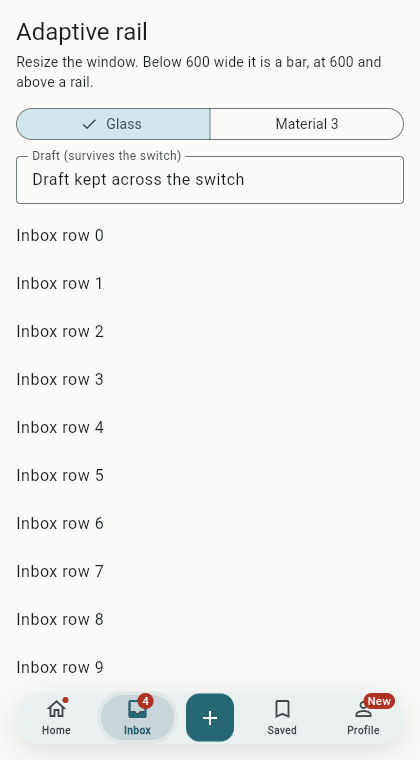 Adaptive rail
Resize the window. Below 600 wide it is a bar, at 600 and
above a rail.
Glass
Material 3
Draft (survives the switch)
Draft kept across the switch
Inbox row 0
Inbox row 1
Inbox row 2
Inbox row 3
Inbox row 4
Inbox row 5
Inbox row 6
Inbox row 7
Inbox row 8
Inbox row 9
4
New
Home
Inbox
Saved
Profile